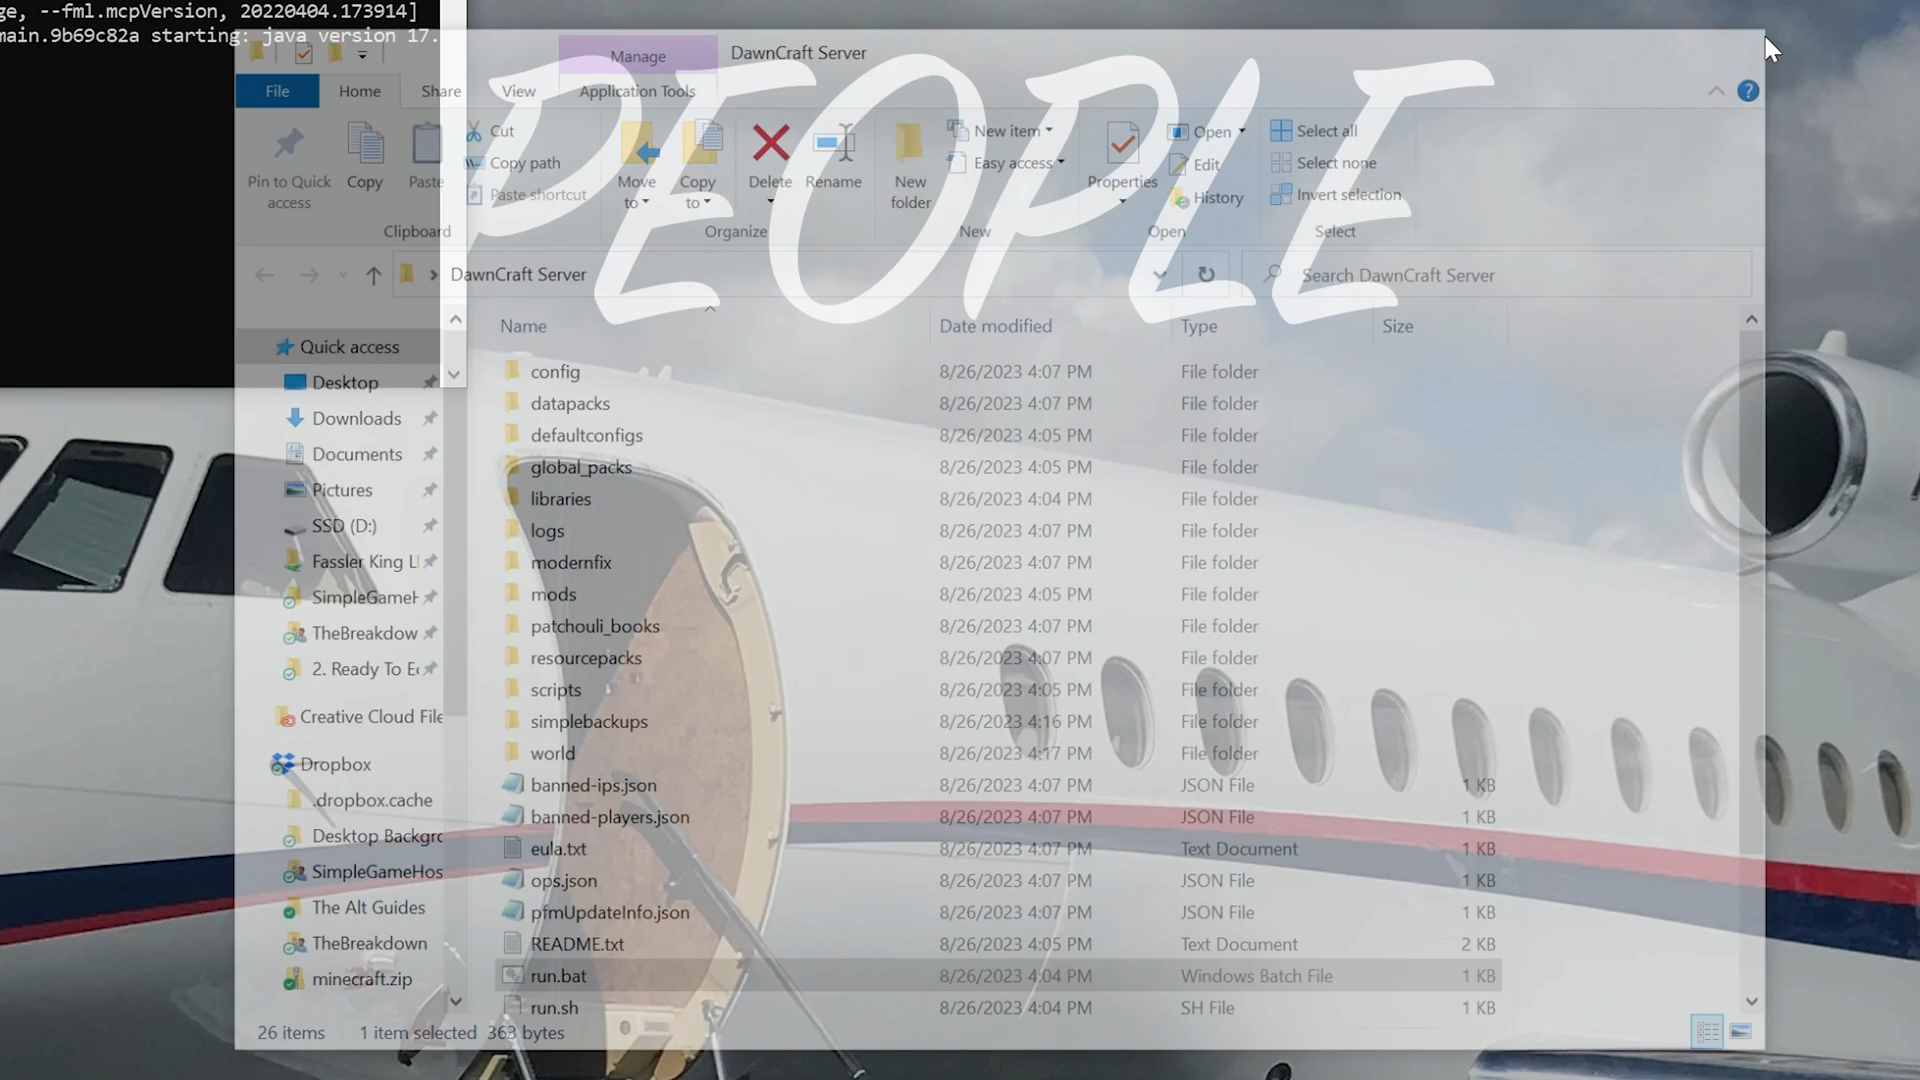 ge, --fml.mcpVersion, 20220404.173914]
main.9b69c82a starting: java version 17.
PEOPLE
Manage
DawnCraft Server
File
Home
Share
View
Application Tools
Pin to Quick access
Copy
Paste
Cut
Copy path
Paste shortcut
Move to
Copy to
Delete
Rename
New folder
New item
Easy access
Properties
Open
Edit
History
Select all
Select none
Invert selection
Clipboard
Organize
New
Open
Select
DawnCraft Server
Search DawnCraft Server
Name
Date modified
Type
Size
Quick access
Desktop
Downloads
Documents
Pictures
SSD (D:)
Fassler King Ll
SimpleGameH
TheBreakdow
2. Ready To Ed
Creative Cloud File
Dropbox
.dropbox.cache
Desktop Backgrc
SimpleGameHos
The Alt Guides
TheBreakdown
minecraft.zip
config 8/26/2023 4:07 PM File folder
datapacks 8/26/2023 4:07 PM File folder
defaultconfigs 8/26/2023 4:05 PM File folder
global_packs 8/26/2023 4:05 PM File folder
libraries 8/26/2023 4:04 PM File folder
logs 8/26/2023 4:07 PM File folder
modernfix 8/26/2023 4:07 PM File folder
mods 8/26/2023 4:05 PM File folder
patchouli_books 8/26/2023 4:07 PM File folder
resourcepacks 8/26/2023 4:07 PM File folder
scripts 8/26/2023 4:05 PM File folder
simplebackups 8/26/2023 4:16 PM File folder
world 8/26/2023 4:17 PM File folder
banned-ips.json 8/26/2023 4:07 PM JSON File 1 KB
banned-players.json 8/26/2023 4:07 PM JSON File 1 KB
eula.txt 8/26/2023 4:07 PM Text Document 1 KB
ops.json 8/26/2023 4:07 PM JSON File 1 KB
pfmUpdateInfo.json 8/26/2023 4:07 PM JSON File 1 KB
README.txt 8/26/2023 4:05 PM Text Document 2 KB
run.bat 8/26/2023 4:04 PM Windows Batch File 1 KB
run.sh 8/26/2023 4:04 PM SH File 1 KB
26 items 1 item selected 363 bytes